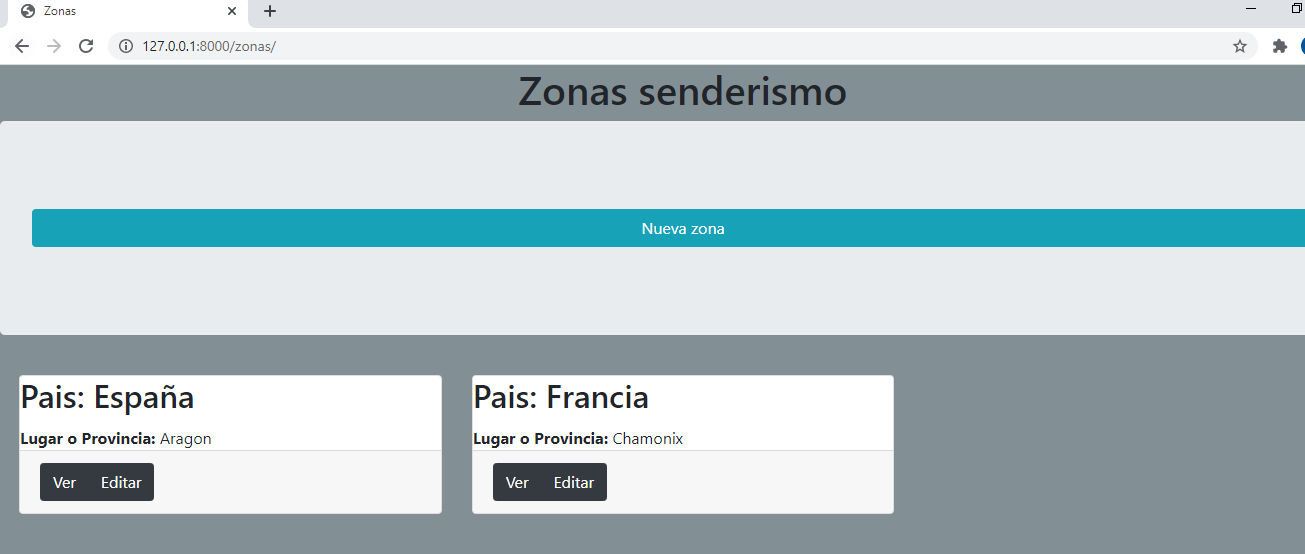 Zonas
127.0.0.1:8000/zonas/
Zonas senderismo
Nueva zona
Pais: España
Lugar o Provincia: Aragon
Ver Editar
Pais: Francia
Lugar o Provincia: Chamonix
Ver Editar